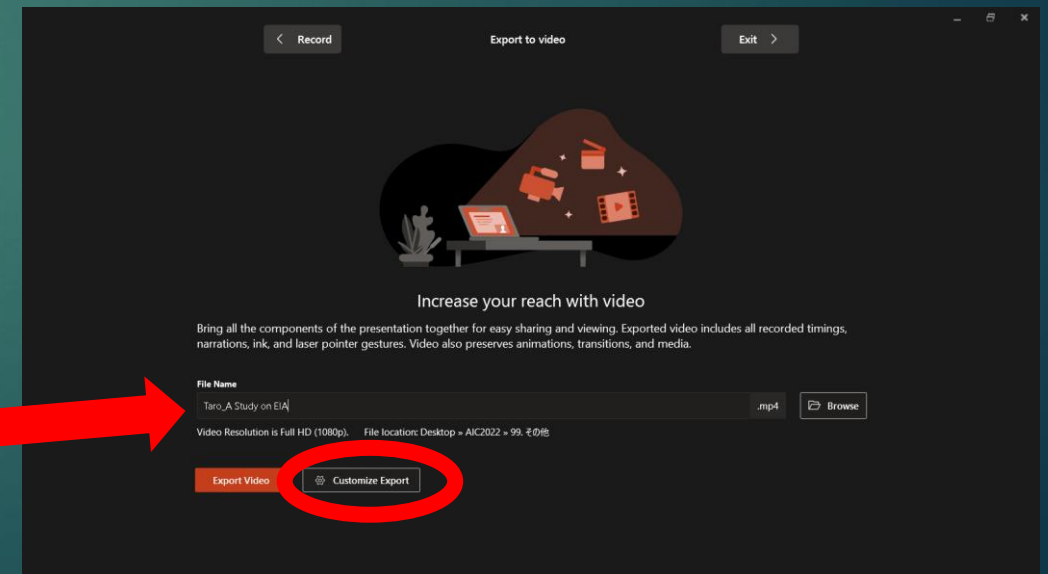 Record
Export to video
Exit
Increase your reach with video
Bring all the components of the presentation together for easy sharing and viewing. Exported video includes all recorded timings,
narrations, ink, and laser pointer gestures. Video also preserves animations, transitions, and media.
File Name
Taro_A Study on EIA
.mp4
Browse
Video Resolution is Full HD (1080p). File location: Desktop » AIC2022 » 99. その他
Export Video
Customize Export